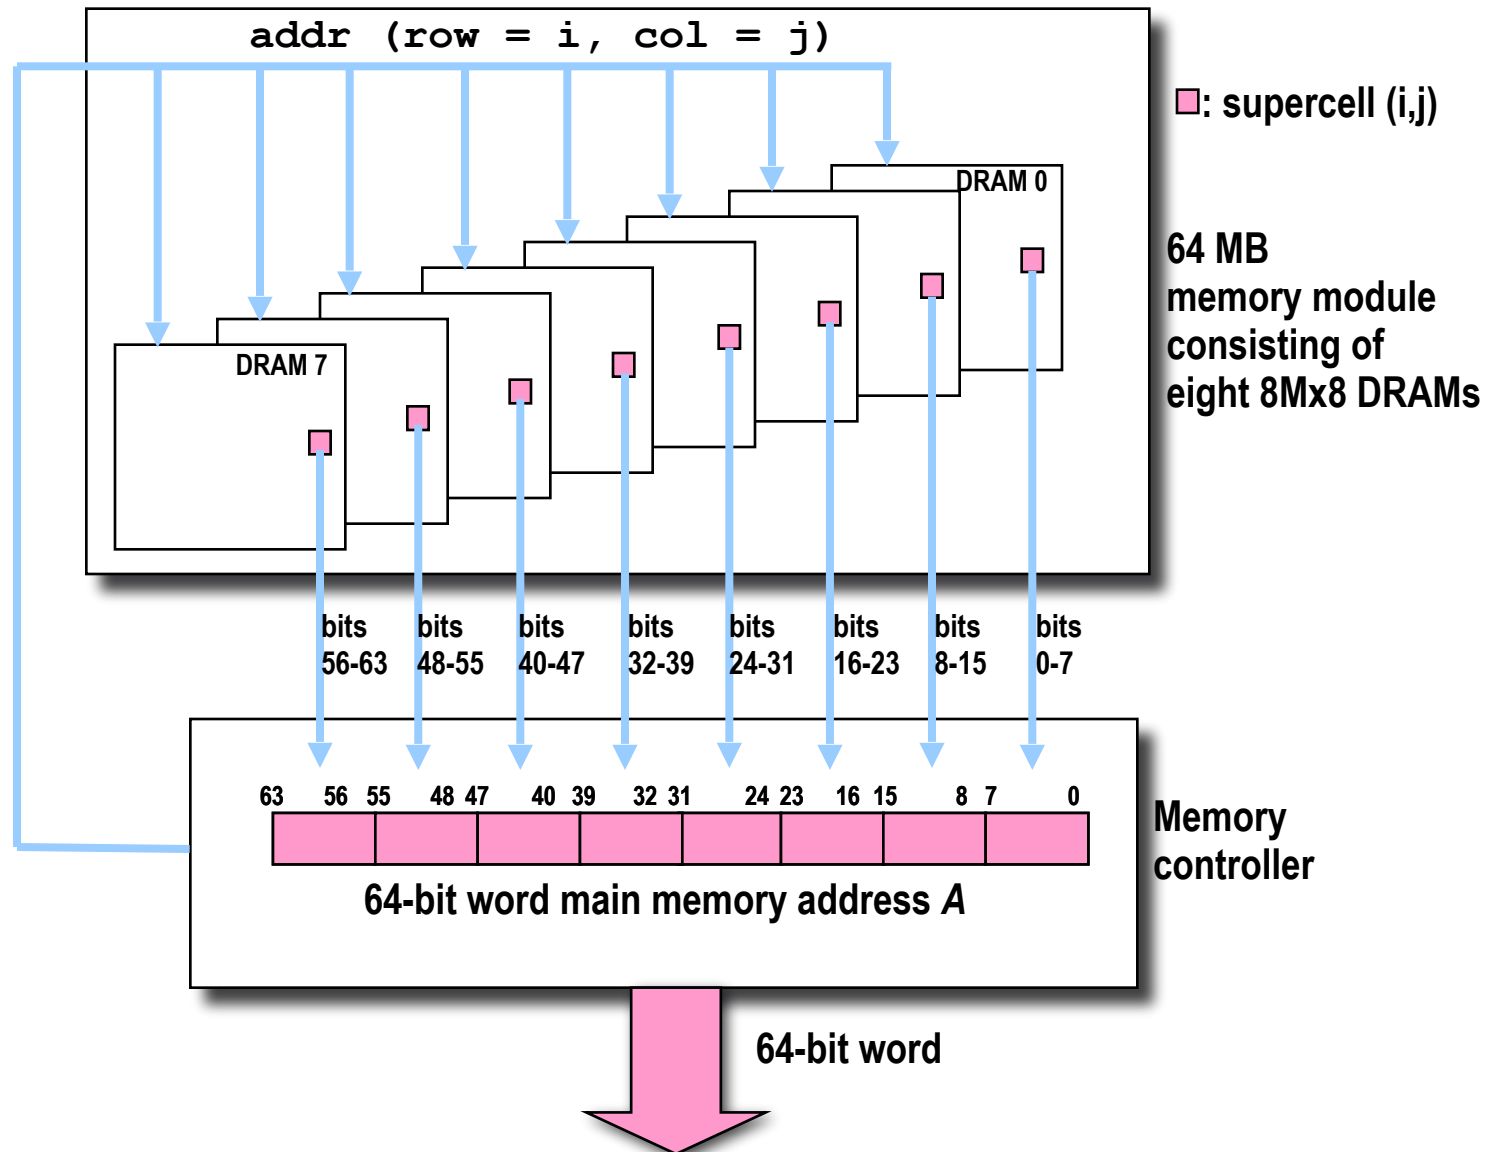 addr (row = i, col = j)
: supercell (i,j)
DRAM 0
64 MB
memory module
consisting of
eight 8Mx8 DRAMs
DRAM 7
bits bits bits bits bits bits bits bits
56-63 48-55 40-47 32-39 24-31 16-23 8-15 0-7
63 56 55 48 47 40 39 32 31 24 23 16 15 8 7 0
Memory
controller
64-bit word main memory address A
64-bit word